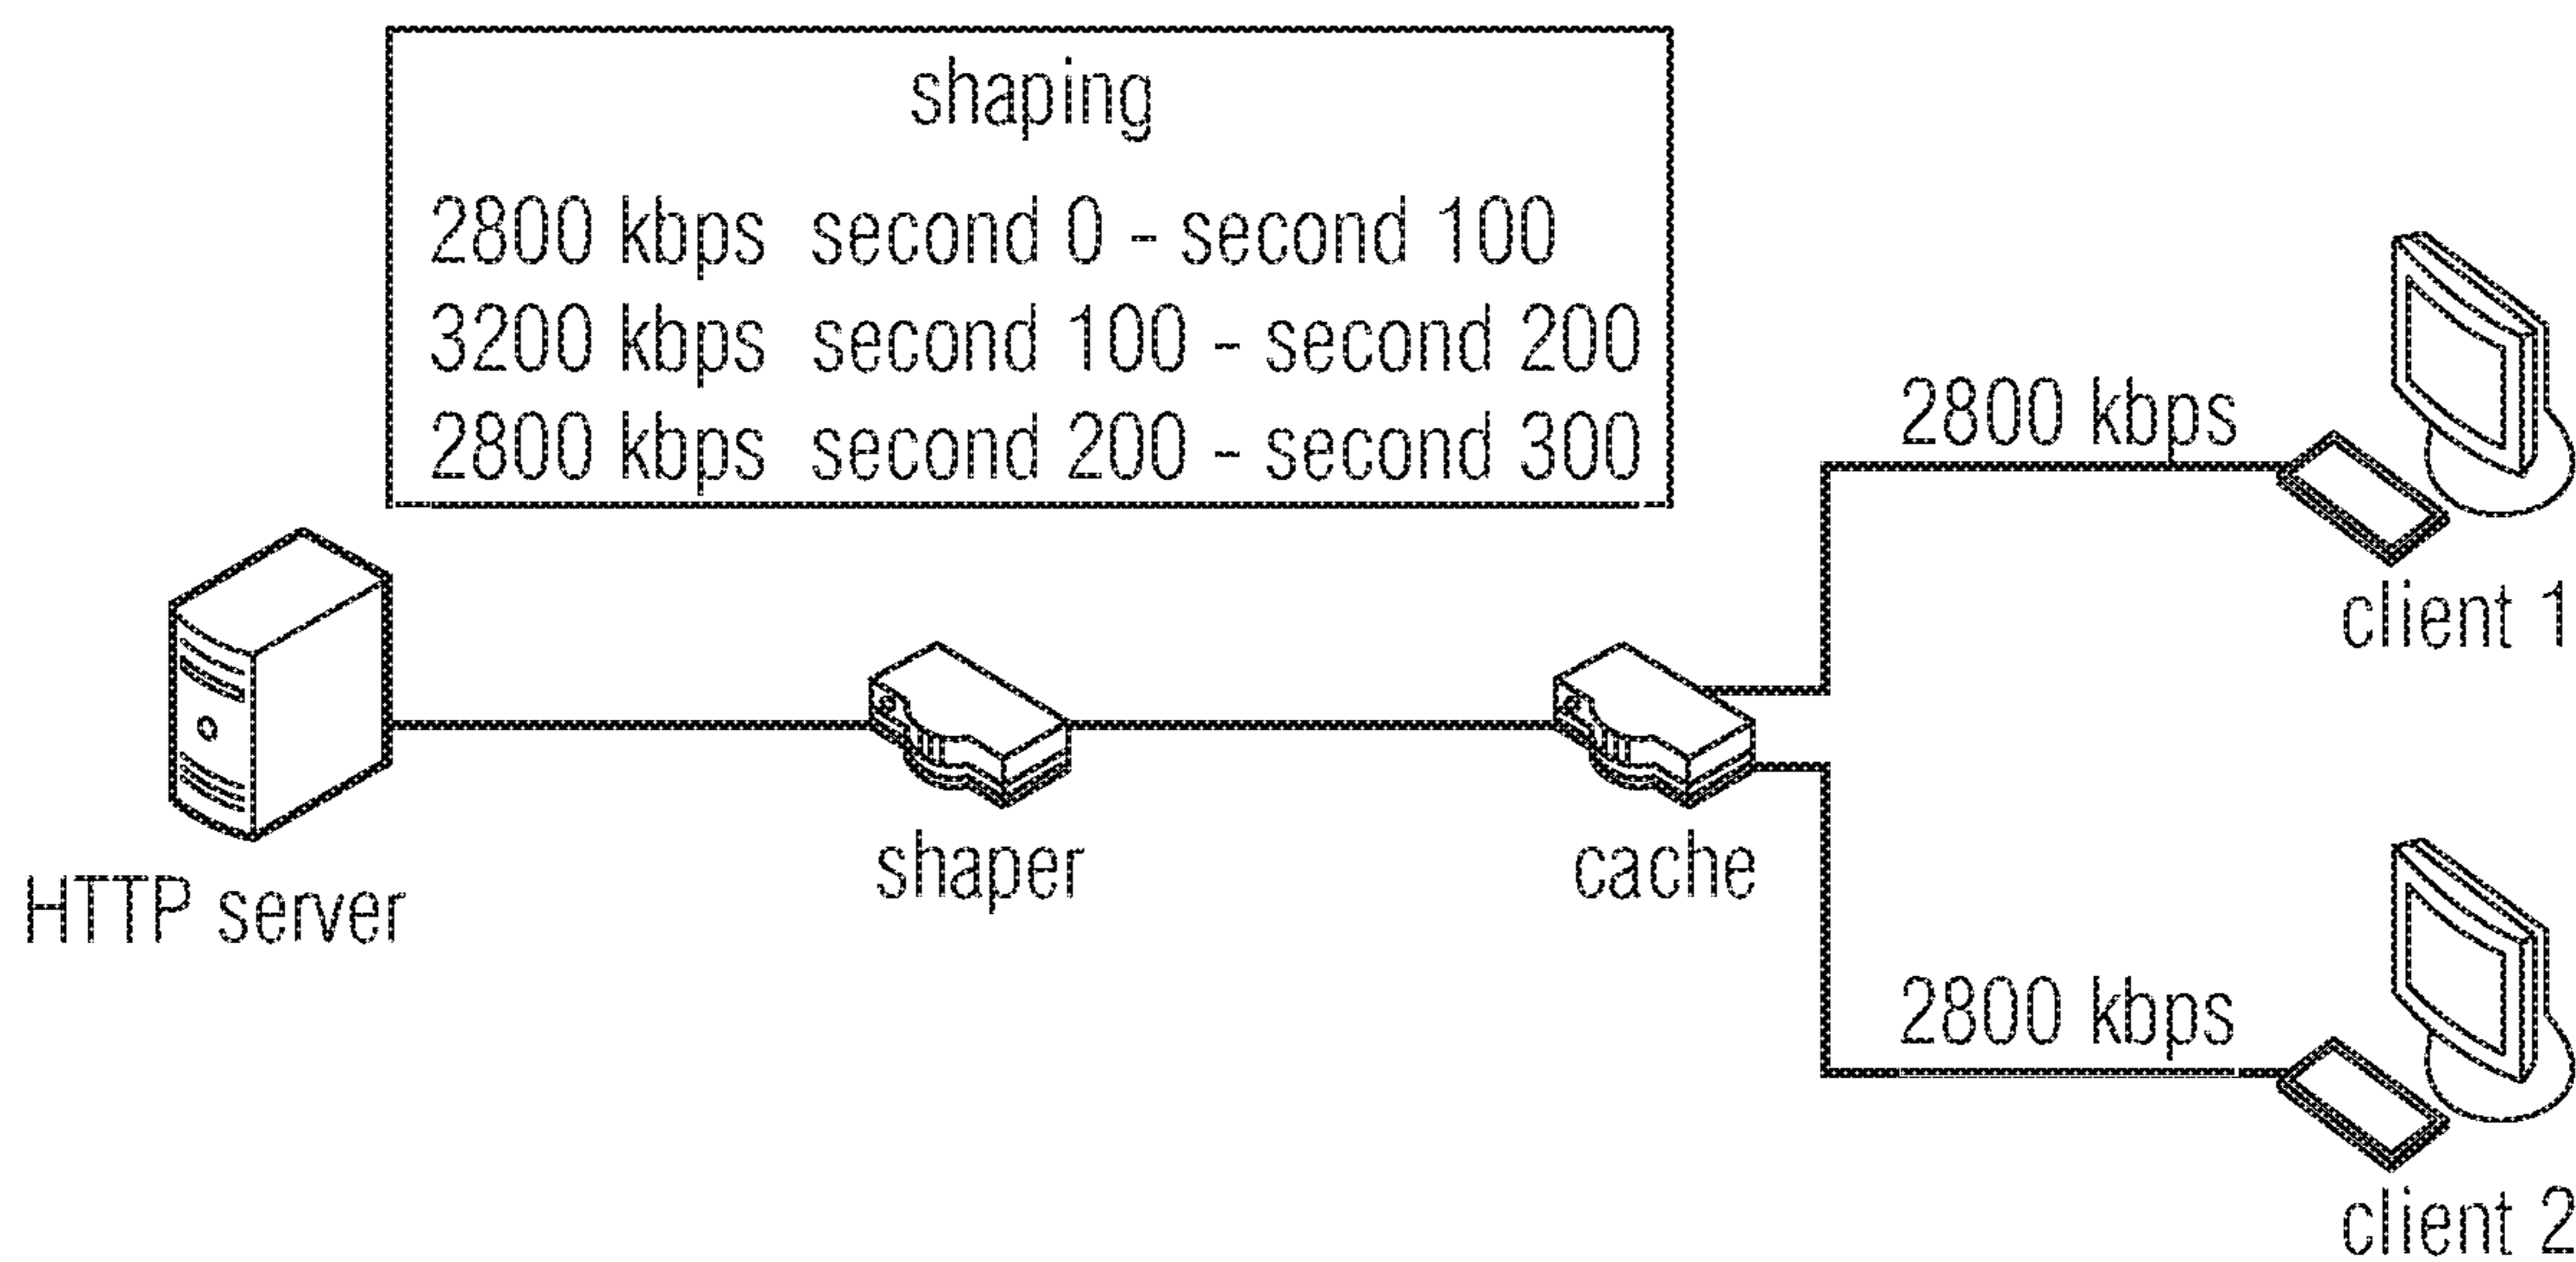 shaping
2800 kbps second 0 - second 100
3200 kbps second 100 - second 200
2800 kbps second 200 - second 300
2800 kbps
client 1
HTTP server
shaper
cache
2800 kbps
client 2